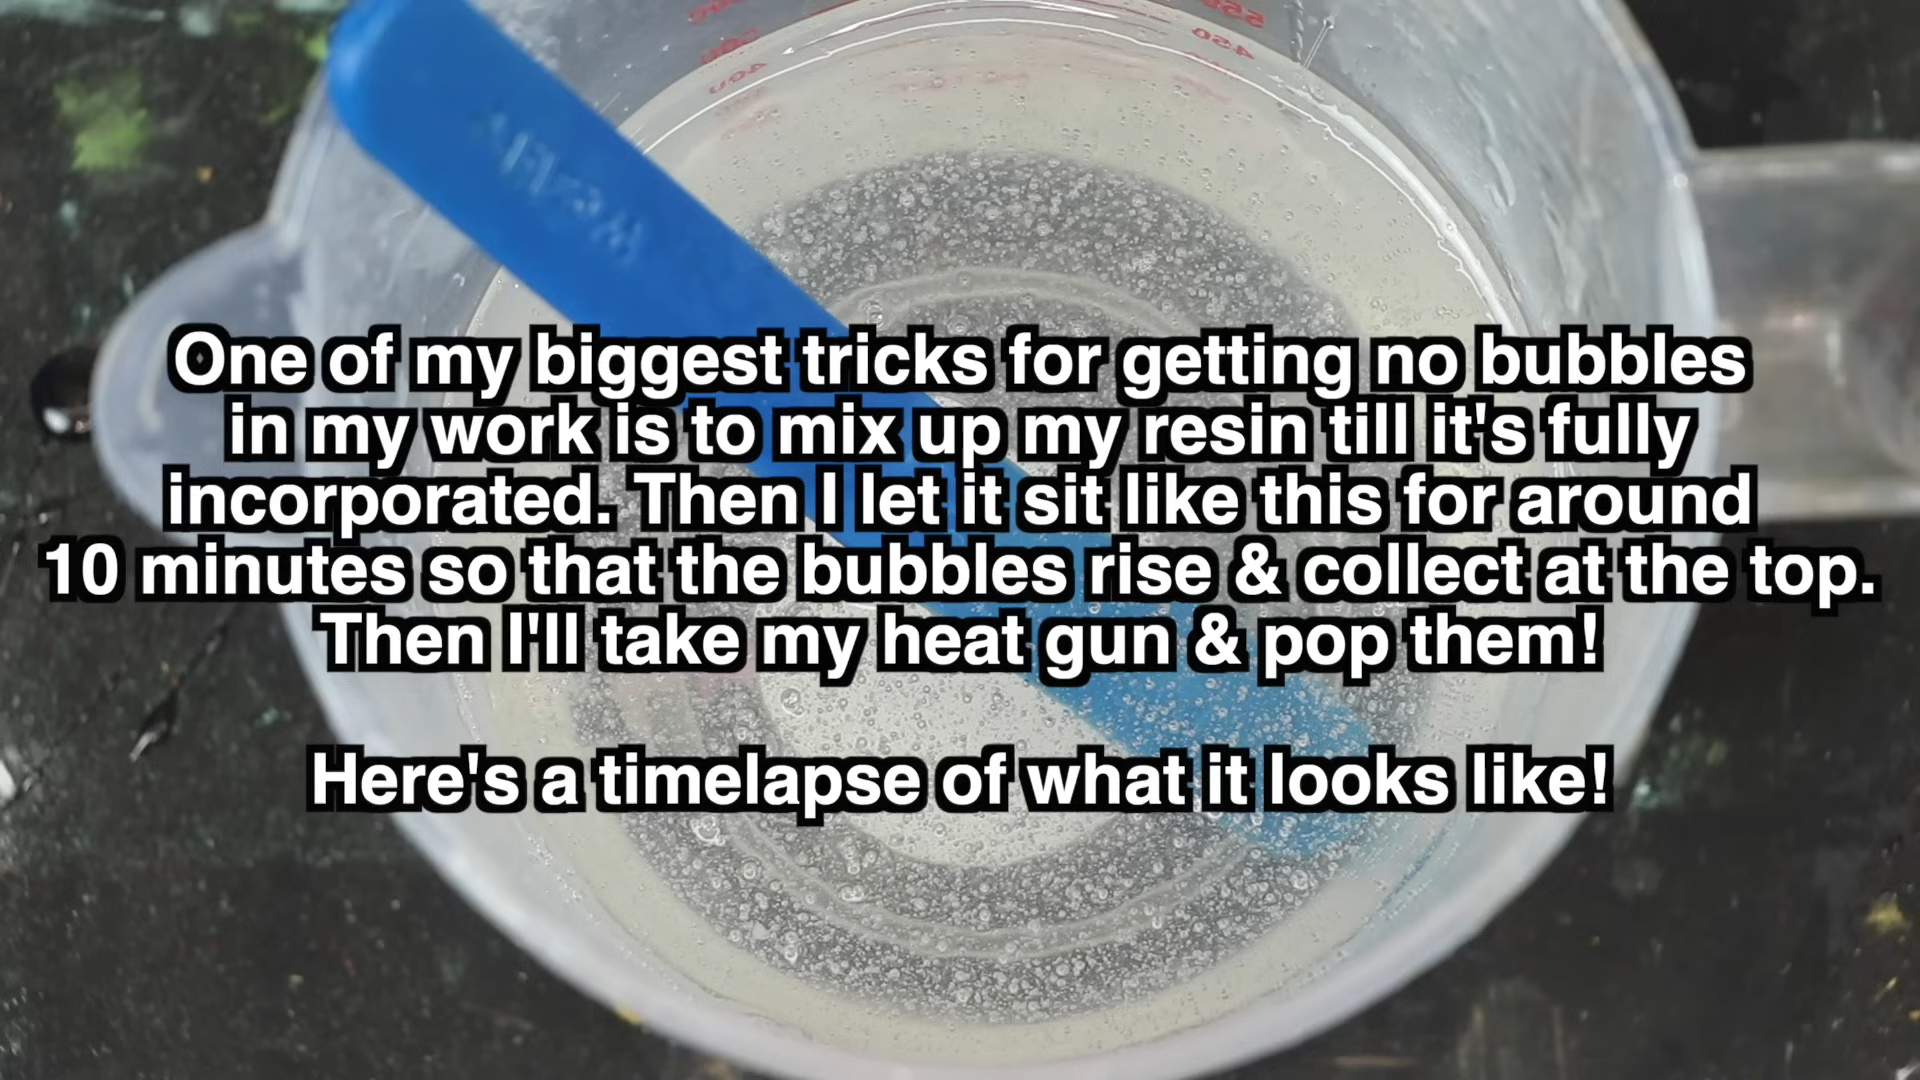 One of my biggest tricks for getting no bubbles
in my work is to mix up my resin till it's fully
incorporated. Then I let it sit like this for around
10 minutes so that the bubbles rise & collect at the top.
Then I'll take my heat gun & pop them!
Here's a timelapse of what it looks like!